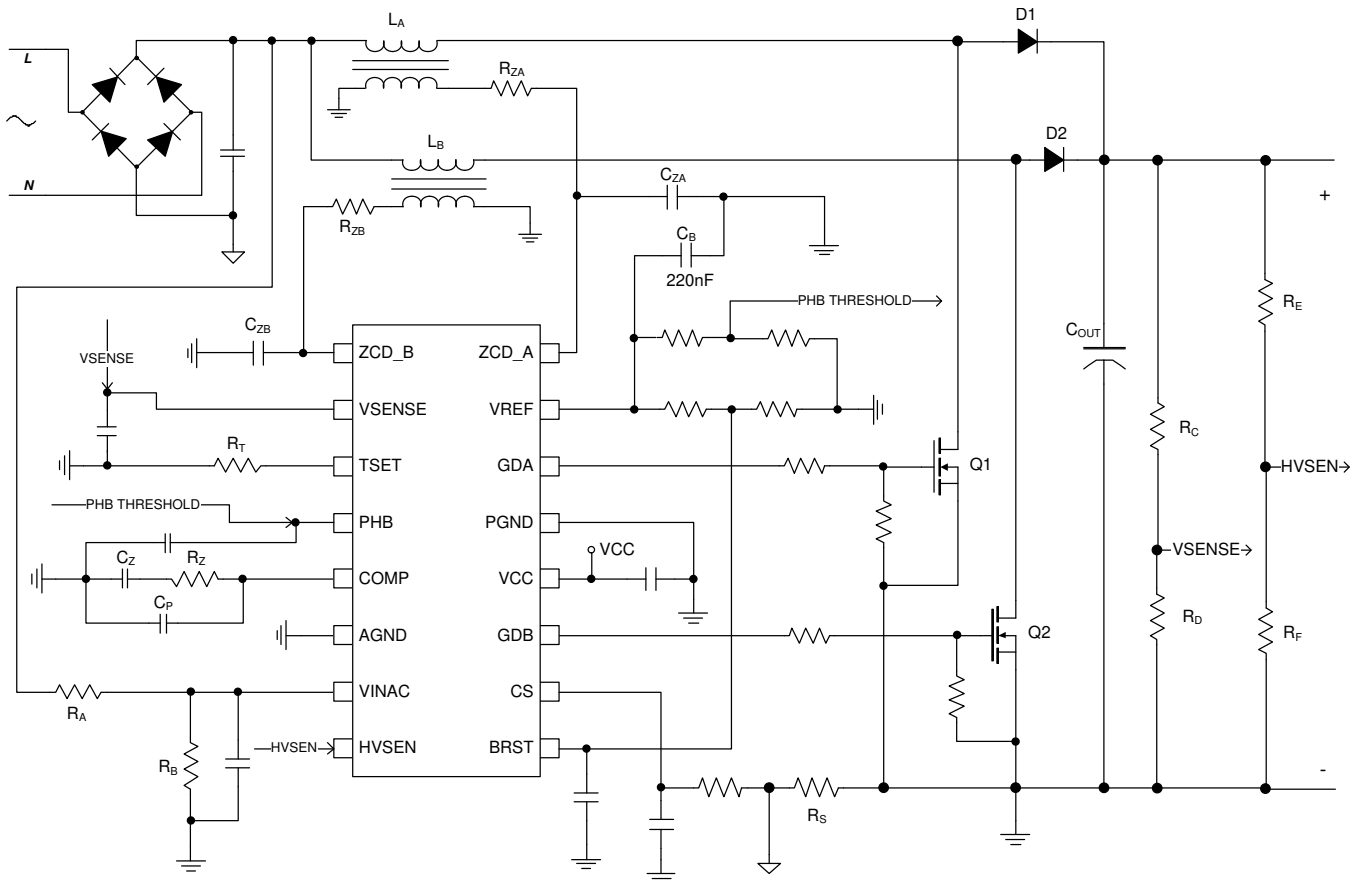 L
N
LA
RZA
LB
RZB
D1
D2
CZA
CB
220nF
PHB THRESHOLD
CZB
VSENSE
RT
PHB THRESHOLD
CZ
RZ
CP
RA
RB
HVSEN
ZCD_B
VSENSE
TSET
PHB
COMP
AGND
VINAC
HVSEN
ZCD_A
VREF
GDA
PGND
VCC
GDB
CS
BRST
VCC
Q1
Q2
RS
COUT
RC
VSENSE
RD
RE
HVSEN
RF
+
-